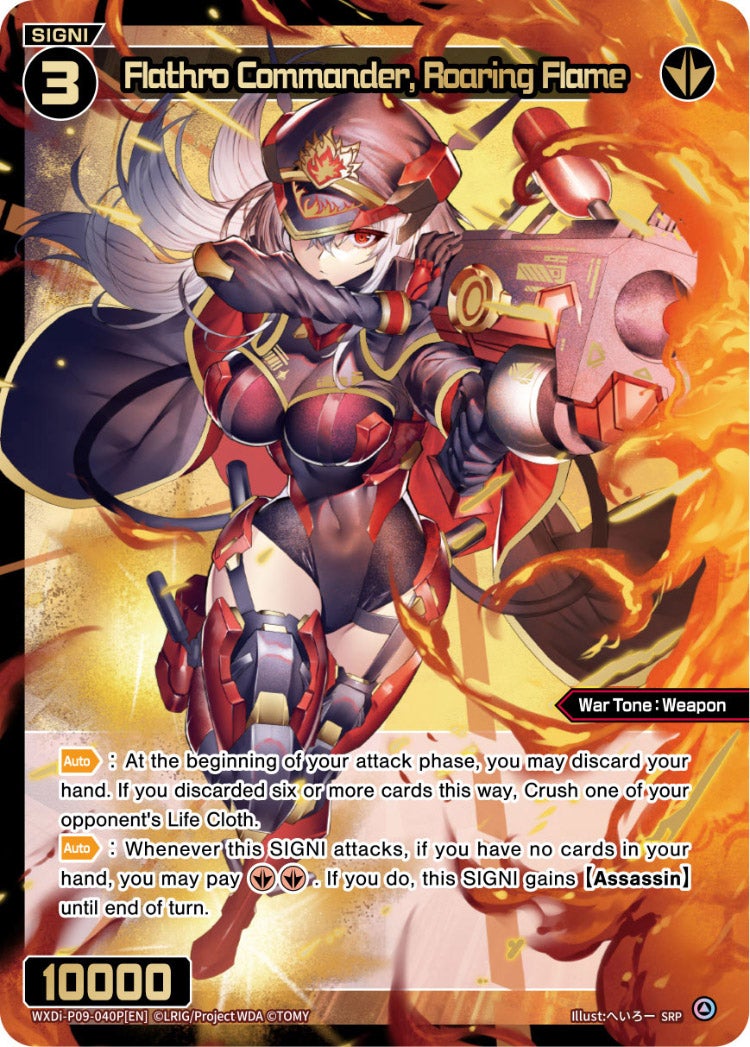 SIGNI
3
Flathro Commander, Roaring Flame
War Tone : Weapon
Auto : At the beginning of your attack phase, you may discard your
hand. If you discarded six or more cards this way, Crush one of your
opponent's Life Cloth.
Auto : Whenever this SIGNI attacks, if you have no cards in your
hand, you may pay . If you do, this SIGNI gains 【Assassin】
until end of turn.
10000
WXDi-P09-040P[EN] ©LRIG/Project WDA ©TOMY
Illust:へいろー SRP